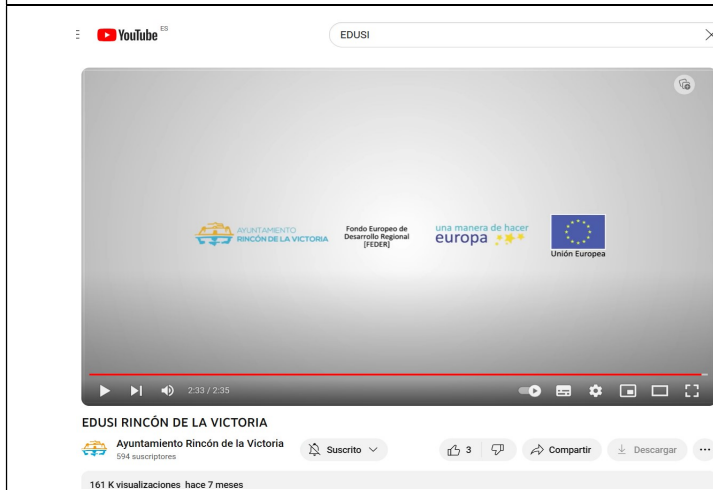 YouTube ES
EDUSI
AYUNTAMIENTO
RINCÓN DE LA VICTORIA
Fondo Europeo de
Desarrollo Regional
[FEDER]
una manera de hacer
europa
Unión Europea
2:33 / 2:35
EDUSI RINCÓN DE LA VICTORIA
Ayuntamiento Rincón de la Victoria
594 suscriptores
Suscrito
3
Compartir
Descargar
161 K visualizaciones hace 7 meses